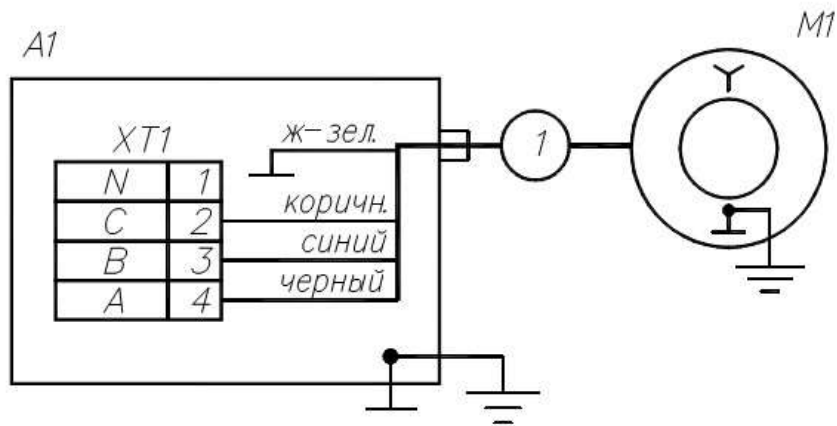 A1
M1
XT1
ж-зел.
N 1
C 2 коричн.
B 3 синий
A 4 черный
1